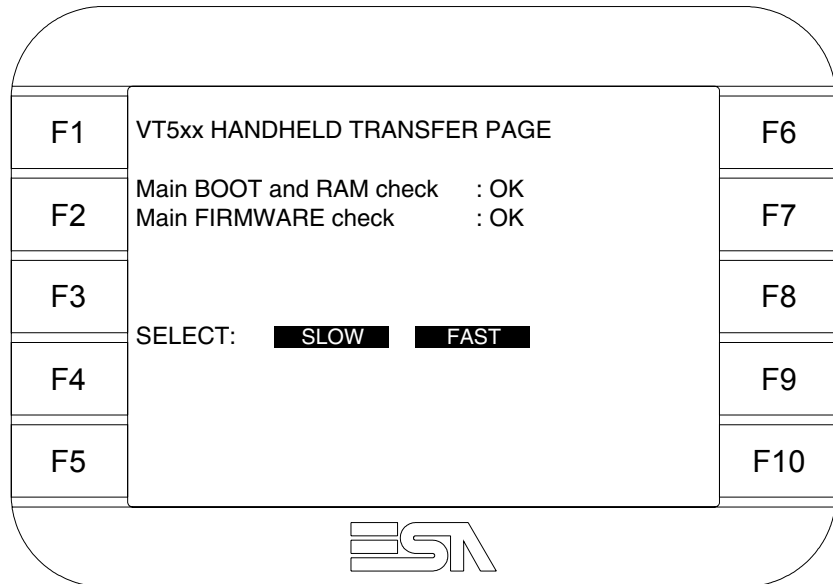 F1
F2
F3
F4
F5
VT5xx HANDHELD TRANSFER PAGE
Main BOOT and RAM check : OK
Main FIRMWARE check : OK
SELECT: SLOW FAST
F6
F7
F8
F9
F10
ESA